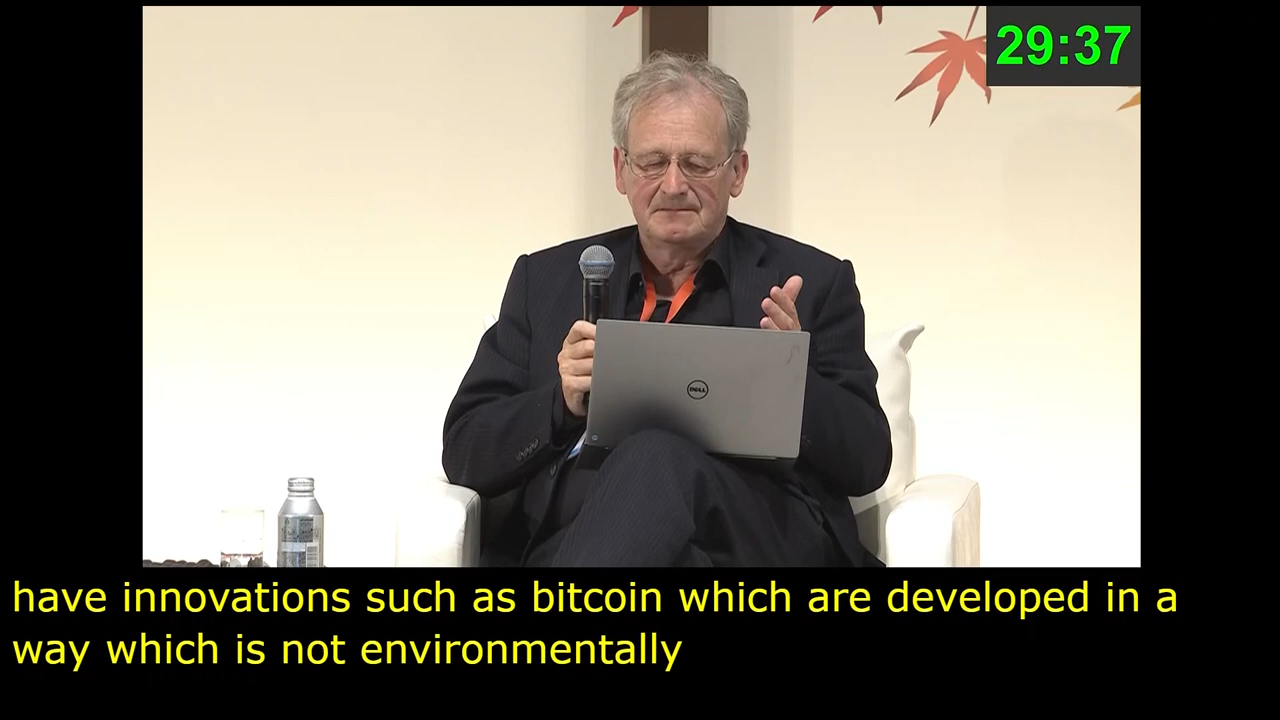 29:37
DELL
have innovations such as bitcoin which are developed in a
way which is not environmentally